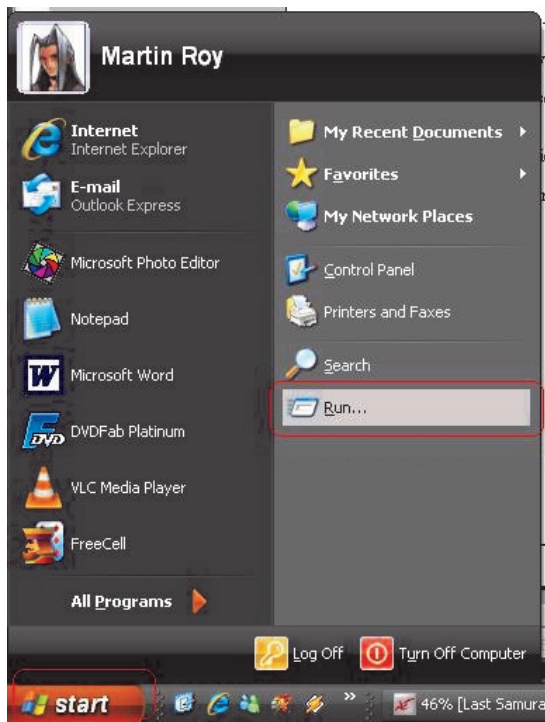 Martin Roy
Internet
Internet Explorer
E-mail
Outlook Express
Microsoft Photo Editor
Notepad
Microsoft Word
DVDFab Platinum
VLC Media Player
FreeCell
All Programs
My Recent Documents
Favorites
My Network Places
Control Panel
Printers and Faxes
Search
Run...
Log Off
Turn Off Computer
start
46% [Last Samura